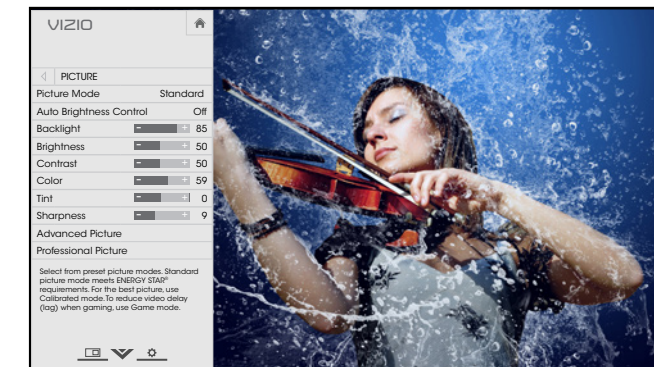 VIZIO
PICTURE
Picture Mode Standard
Auto Brightness Control Off
Backlight 85
Brightness 50
Contrast 50
Color 59
Tint 0
Sharpness 9
Advanced Picture
Professional Picture
Select from preset picture modes. Standard
picture mode meets ENERGY STAR®
requirements. For the best picture, use
Calibrated mode. To reduce video delay
(lag) when gaming, use Game mode.